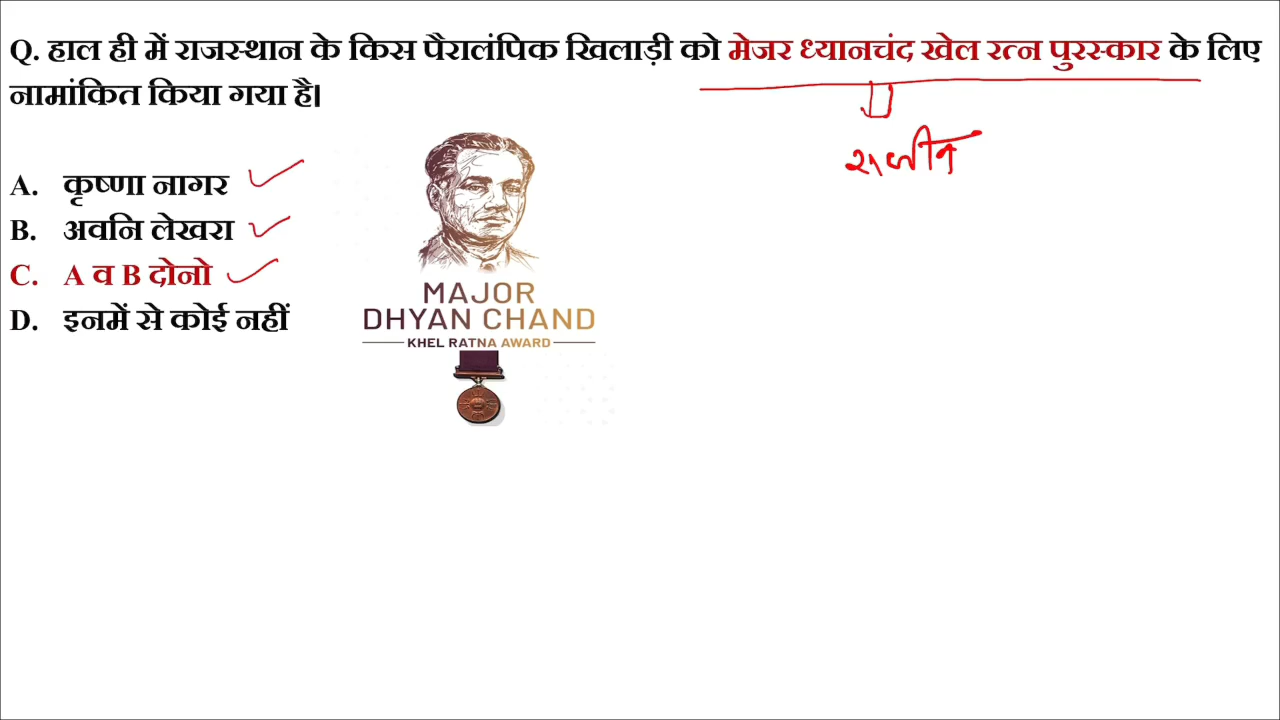 Q. हाल ही में राजस्थान के किस पैरालंपिक खिलाड़ी को मेजर ध्यानचंद खेल रत्न पुरस्कार के लिए
नामांकित किया गया है।
A. कृष्णा नागर
B. अवनि लेखरा
C. A व B दोनो
D. इनमें से कोई नहीं
MAJOR
DHYAN CHAND
KHEL RATNA AWARD